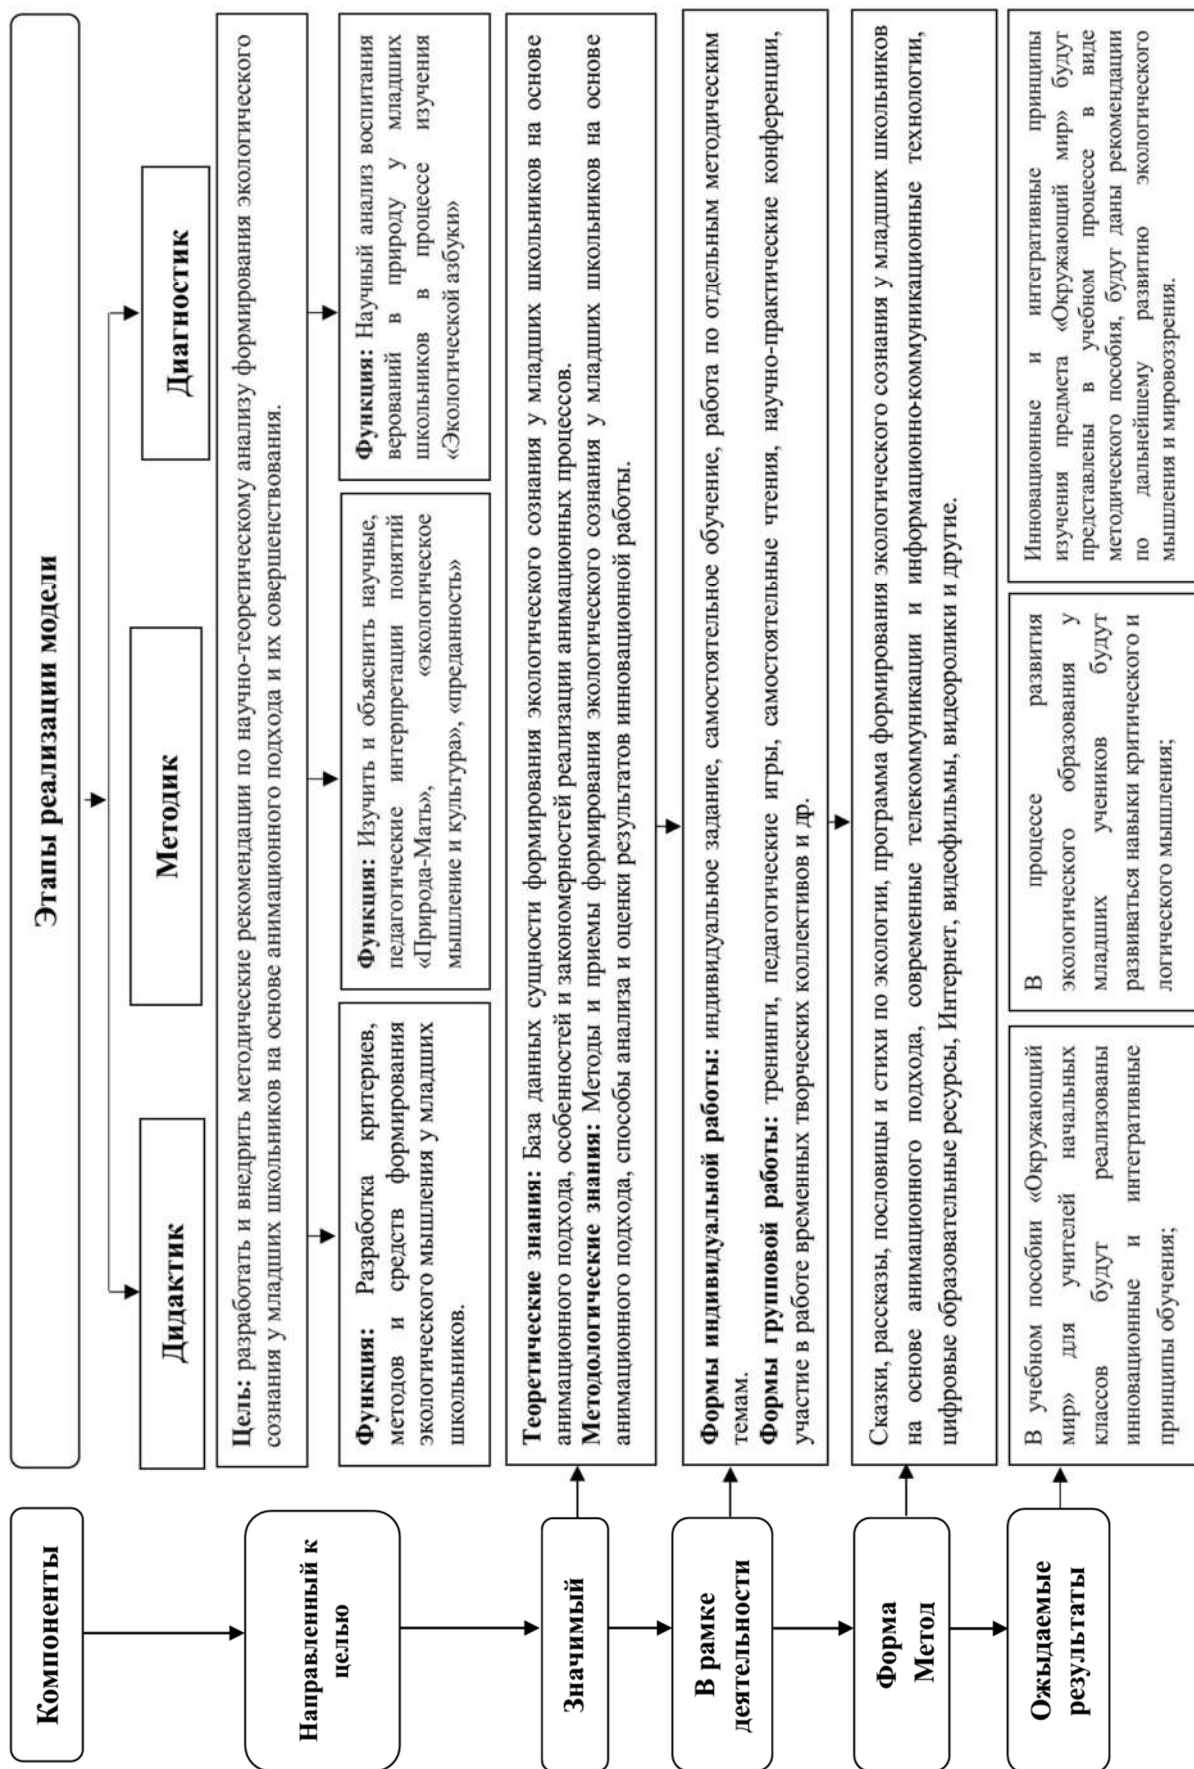 Этапы реализации модели
Компоненты
Дидактик
Методик
Диагностик
Направленный к
целью
Цель: разработать и внедрить методические рекомендации по научно-теоретическому анализу формирования экологического
сознания у младших школьников на основе анимационного подхода и их совершенствования.
Функция: Разработка критериев,
методов и средств формирования
экологического мышления у младших
школьников.
Функция: Изучить и объяснить научные,
педагогические интерпретации понятий
«Природа-Мать», «экологическое
мышление и культура», «преданность»
Функция: Научный анализ воспитания
верований в природу у младших
школьников в процессе изучения
«Экологической азбуки»
Значимый
Теоретические знания: База данных сущности формирования экологического сознания у младших школьников на основе
анимационного подхода, особенностей и закономерностей реализации анимационных процессов.
Методологические знания: Методы и приемы формирования экологического сознания у младших школьников на основе
анимационного подхода, способы анализа и оценки результатов инновационной работы.
В рамке
деятельности
Формы индивидуальной работы: индивидуальное задание, самостоятельное обучение, работа по отдельным методическим
темам.
Формы групповой работы: тренинги, педагогические игры, самостоятельные чтения, научно-практические конференции,
участие в работе временных творческих коллективов и др.
Форма
Метод
Сказки, рассказы, пословицы и стихи по экологии, программа формирования экологического сознания у младших школьников
на основе анимационного подхода, современные телекоммуникации и информационно-коммуникационные технологии,
цифровые образовательные ресурсы, Интернет, видеофильмы, видеоролики и другие.
Ожыдаемые
результаты
В учебном пособии «Окружающий
мир» для учителей начальных
классов будут реализованы
инновационные и интегративные
принципы обучения;
В процессе развития
экологического образования у
младших учеников будут
развиваться навыки критического и
логического мышления;
Инновационные и интегративные принципы
изучения предмета «Окружающий мир» будут
представлены в учебном процессе в виде
методического пособия, будут даны рекомендации
по дальнейшему развитию экологического
мышления и мировоззрения.